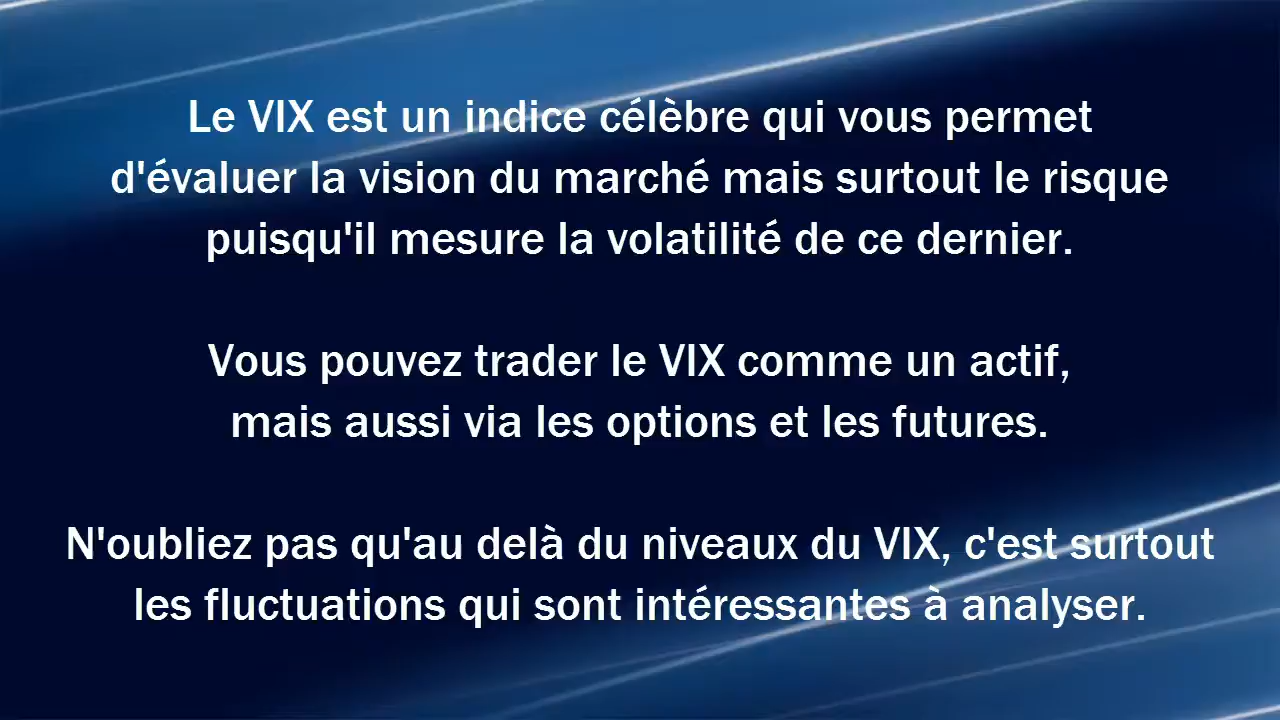 Le VIX est un indice célèbre qui vous permet
d'évaluer la vision du marché mais surtout le risque
puisqu'il mesure la volatilité de ce dernier.
Vous pouvez trader le VIX comme un actif,
mais aussi via les options et les futures.
N'oubliez pas qu'au delà du niveaux du VIX, c'est surtout
les fluctuations qui sont intéressantes à analyser.